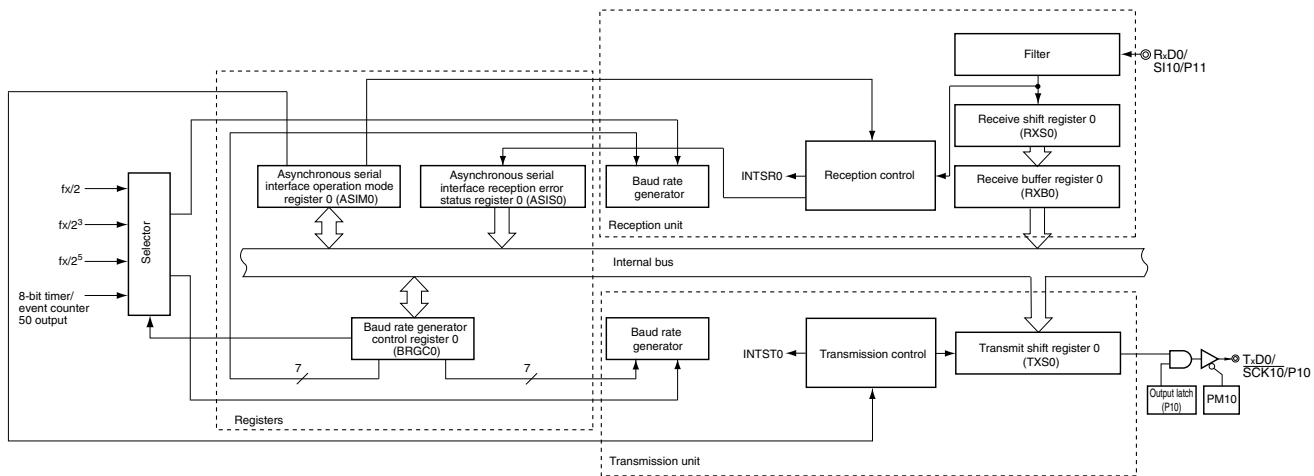 Filter
RxD0/
SI10/P11
Receive shift register 0
(RXS0)
Asynchronous serial
interface operation mode
register 0 (ASIM0)
Asynchronous serial
interface reception error
status register 0 (ASIS0)
Baud rate
generator
INTSR0
Reception control
Receive buffer register 0
(RXB0)
Reception unit
fx/2
fx/2³
fx/2⁵
8-bit timer/
event counter
50 output
Selector
Internal bus
Baud rate generator
control register 0
(BRGC0)
7
7
Registers
Baud rate
generator
INTST0
Transmission control
Transmit shift register 0
(TXS0)
TxD0/
SCK10/P10
Output latch
(P10)
PM10
Transmission unit